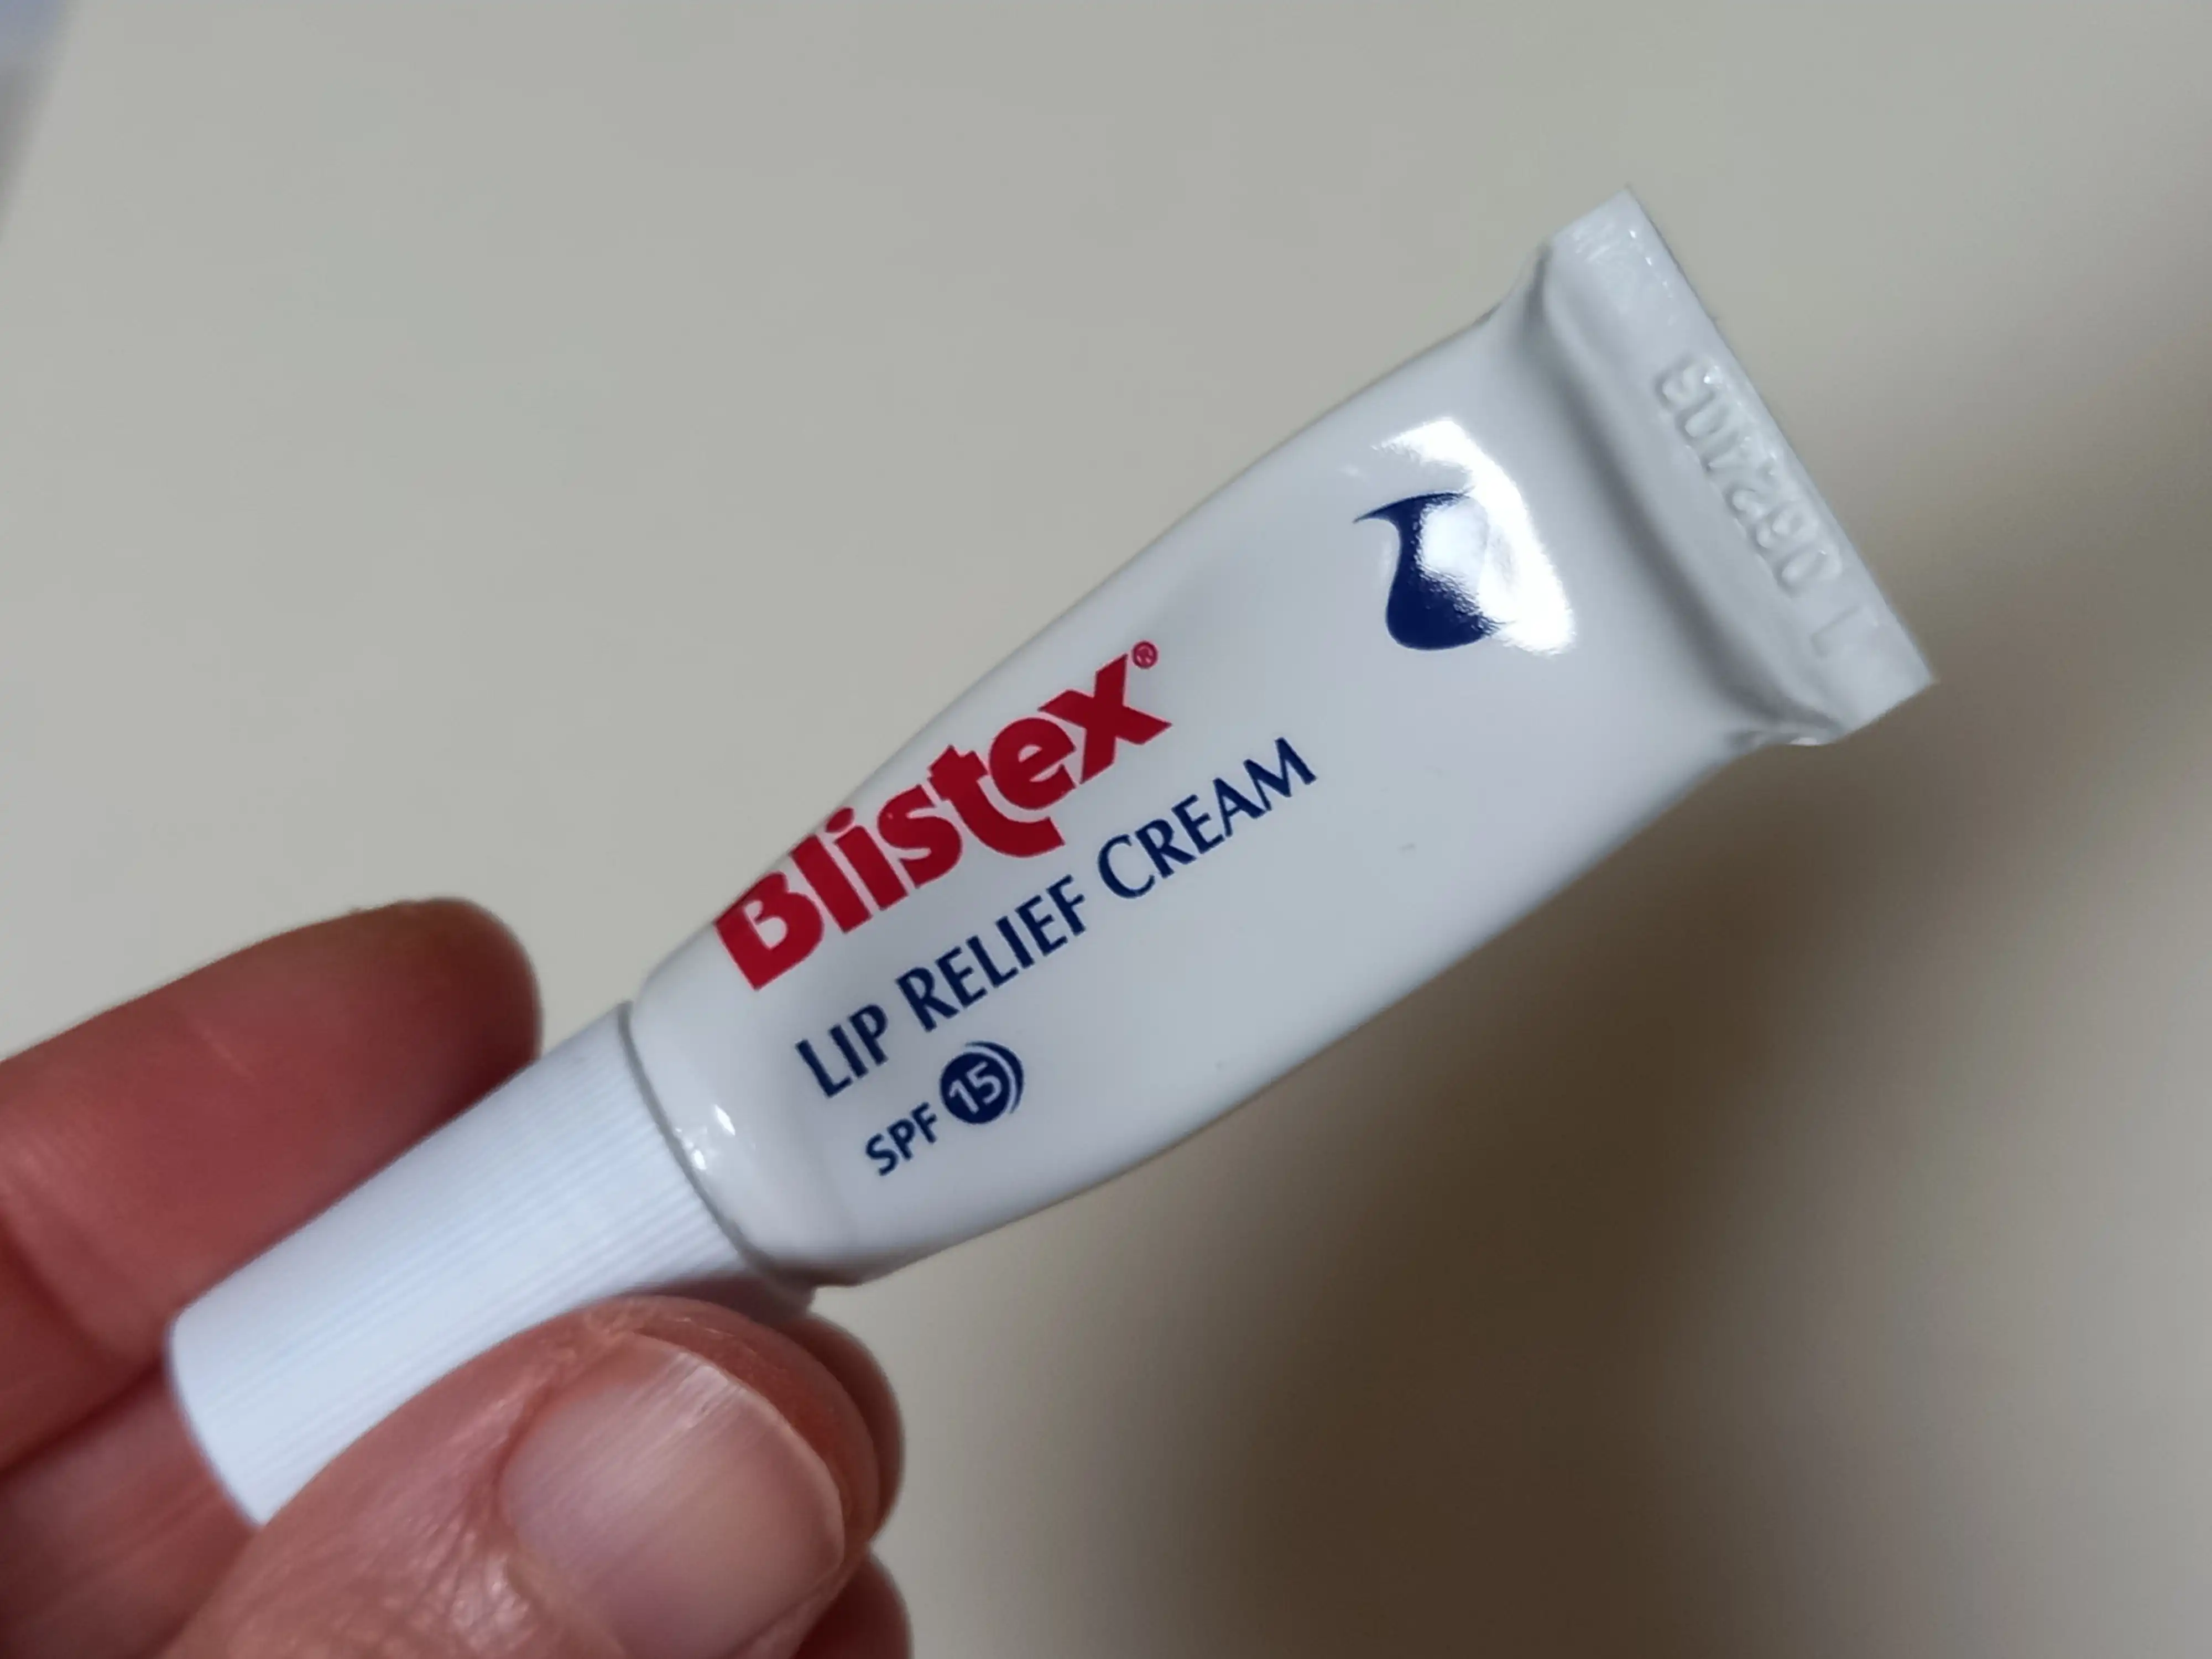 Blistex®
LIP RELIEF CREAM
SPF 15